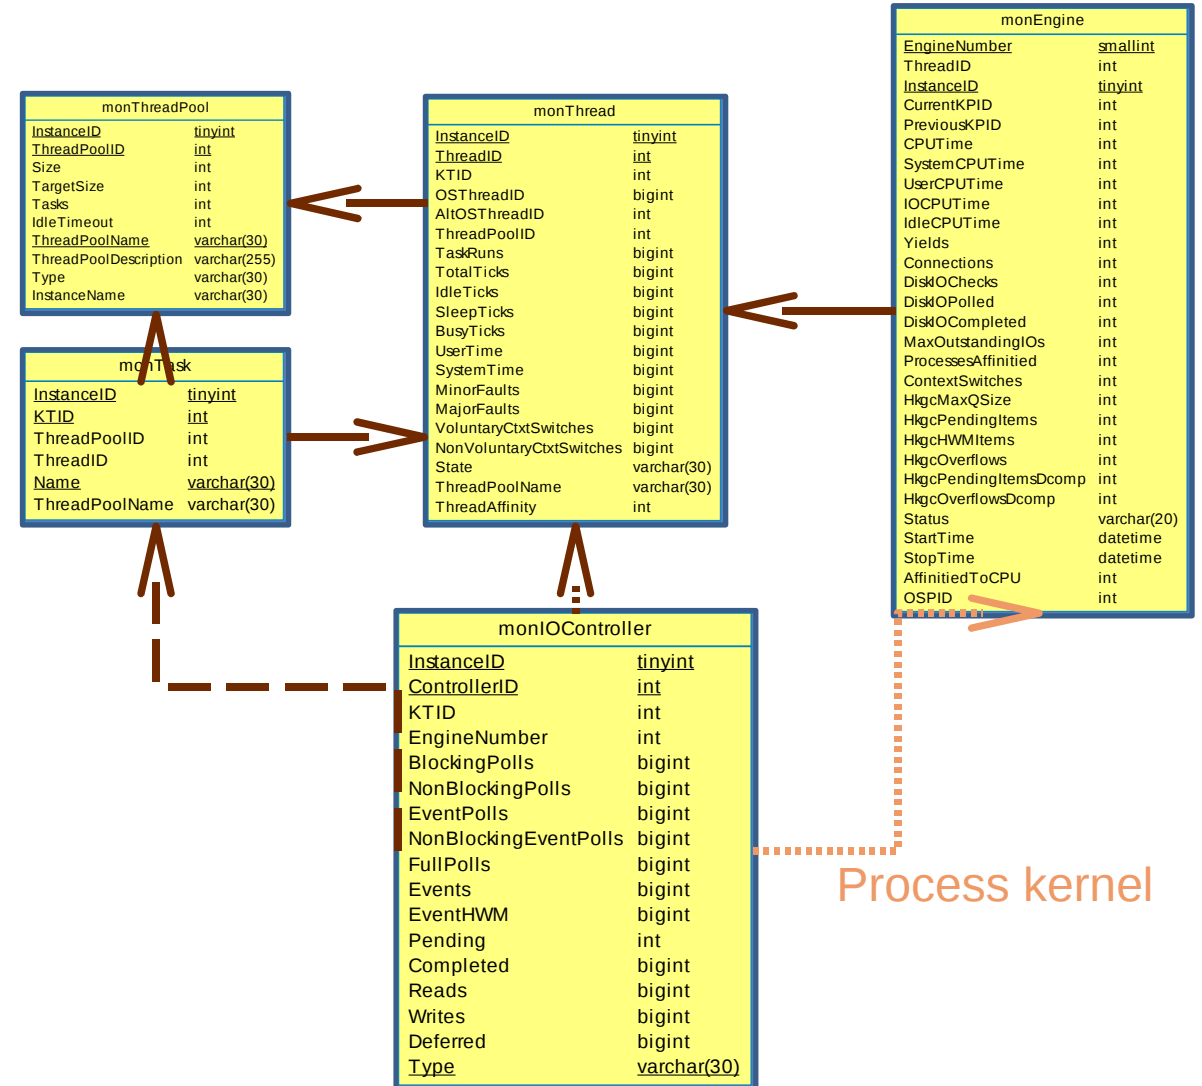 monThreadPool
InstanceID tinyint
ThreadPoolID int
Size int
TargetSize int
Tasks int
IdleTimeout int
ThreadPoolName varchar(30)
ThreadPoolDescription varchar(255)
Type varchar(30)
InstanceName varchar(30)
monTask
InstanceID tinyint
KTID int
ThreadPoolID int
ThreadID int
Name varchar(30)
ThreadPoolName varchar(30)
monThread
InstanceID tinyint
ThreadID int
KTID int
OSThreadID bigint
AltOSThreadID int
ThreadPoolID int
TaskRuns bigint
TotalTicks bigint
IdleTicks bigint
SleepTicks bigint
BusyTicks bigint
UserTime bigint
SystemTime bigint
MinorFaults bigint
MajorFaults bigint
VoluntaryCtxtSwitches bigint
NonVoluntaryCtxtSwitches bigint
State varchar(30)
ThreadPoolName varchar(30)
ThreadAffinity int
monEngine
EngineNumber smallint
ThreadID int
InstanceID tinyint
CurrentKPID int
PreviousKPID int
CPUTime int
SystemCPUTime int
UserCPUTime int
IOCPUTime int
IdleCPUTime int
Yields int
Connections int
DiskIOChecks int
DiskIOPolled int
DiskIOCompleted int
MaxOutstandingIOs int
ProcessesAffinitied int
ContextSwitches int
HkgcMaxQSize int
HkgcPendingItems int
HkgcHWMItems int
HkgcOverflows int
HkgcPendingItemsDcomp int
HkgcOverflowsDcomp int
Status varchar(20)
StartTime datetime
StopTime datetime
AffinitiedToCPU int
OSPID int
monIOController
InstanceID tinyint
ControllerID int
KTID int
EngineNumber int
BlockingPolls bigint
NonBlockingPolls bigint
EventPolls bigint
NonBlockingEventPolls bigint
FullPolls bigint
Events bigint
EventHWM bigint
Pending int
Completed bigint
Reads bigint
Writes bigint
Deferred bigint
Type varchar(30)
Process kernel